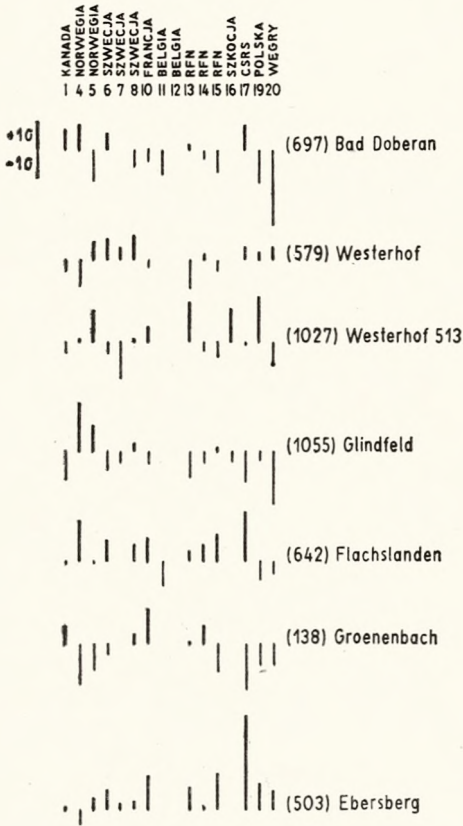 KANADA
NORWEGIA
NORWEGIA
SZWECJA
SZWECJA
SZWECJA
FRANCJA
BELGIA
BELGIA
RFN
RFN
RFN
SZKOCJA
CSRS
POLSKA
WEGRY
1 4 5 6 7 8 10 11 12 13 14 15 16 17 19 20
+10
-10
(697) Bad Doberan
(579) Westerhof
(1027) Westerhof 513
(1055) Glindfeld
(642) Flachslanden
(138) Groenenbach
(503) Ebersberg